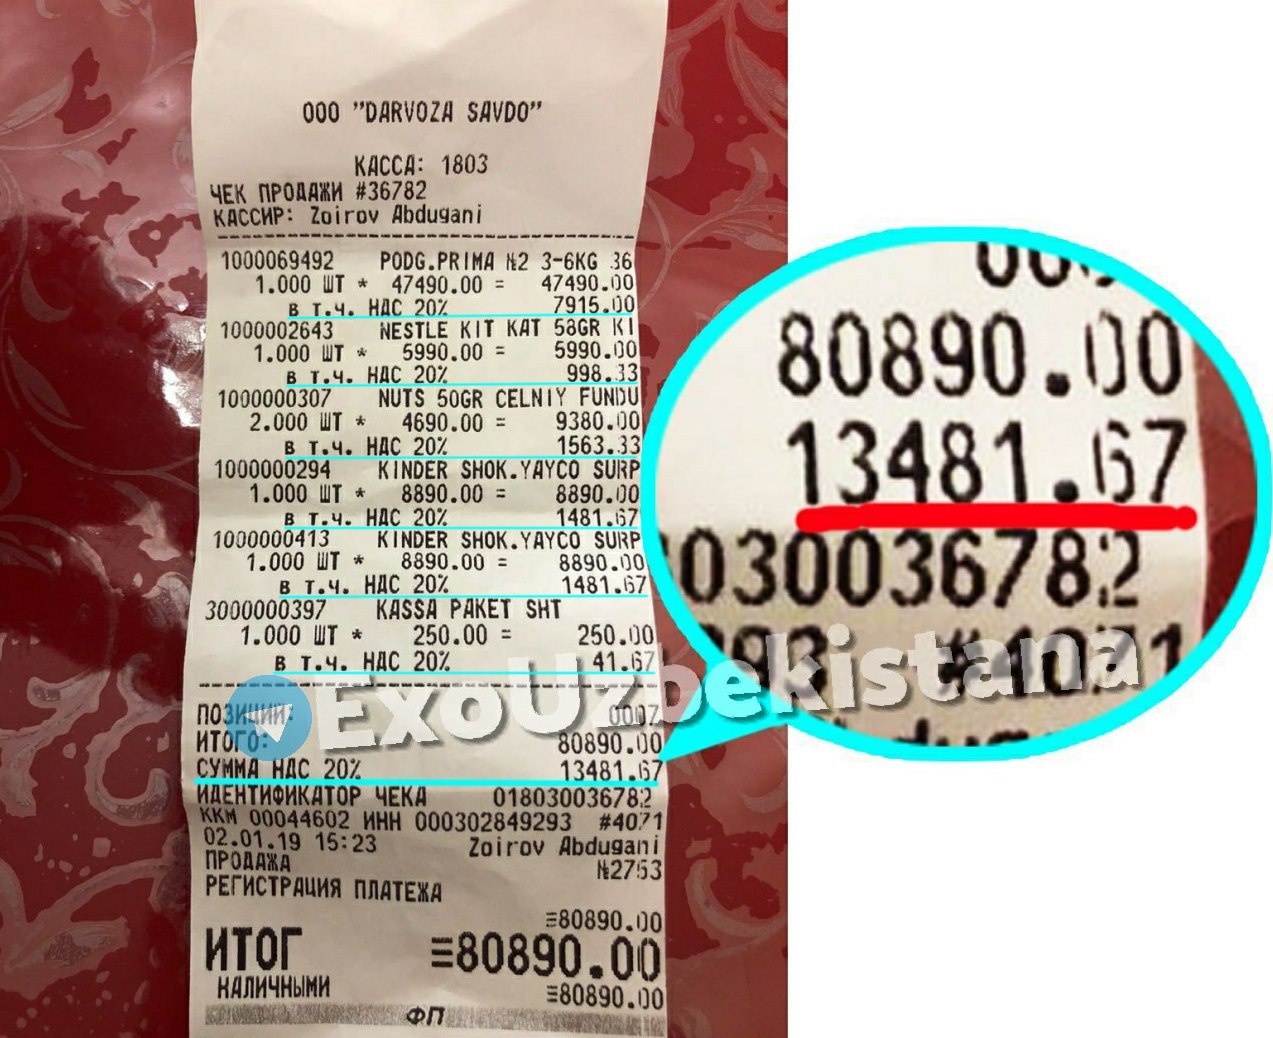 ООО "DARVOZA SAVDO"
КАССА: 1803
ЧЕК ПРОДАЖИ #36782
КАССИР: Zoirov Abdugani
1000069492 PODG.PRIMA №2 3-6KG 36
1.000 ШТ * 47490.00 = 47490.00
в т.ч. НДС 20% 7915.00
1000002643 NESTLE KIT KAT 58GR KI
1.000 ШТ * 5990.00 = 5990.00
в т.ч. НДС 20% 998.33
1000000307 NUTS 50GR CELNIY FUNDU
2.000 ШТ * 4690.00 = 9380.00
в т.ч. НДС 20% 1563.33
1000000294 KINDER SHOK.YAYCO SURP
1.000 ШТ * 8890.00 = 8890.00
в т.ч. НДС 20% 1481.67
1000000413 KINDER SHOK.YAYCO SURP
1.000 ШТ * 8890.00 = 8890.00
в т.ч. НДС 20% 1481.67
3000000397 KASSA PAKET SHT
1.000 ШТ * 250.00 = 250.00
в т.ч. НДС 20% 41.67
ПОЗИЦИЙ: 0007
ИТОГО: 80890.00
СУММА НДС 20% 13481.67
ИДЕНТИФИКАТОР ЧЕКА 018030036782
ККМ 00044602 ИНН 000302849293 #4071
02.01.19 15:23 Zoirov Abdugani
ПРОДАЖА №2753
РЕГИСТРАЦИЯ ПЛАТЕЖА
≡80890.00
ИТОГ ≡80890.00
НАЛИЧНЫМИ ≡80890.00
ФП
80890.00
13481.67
030036782
293 #4071
ExoUzbekistana